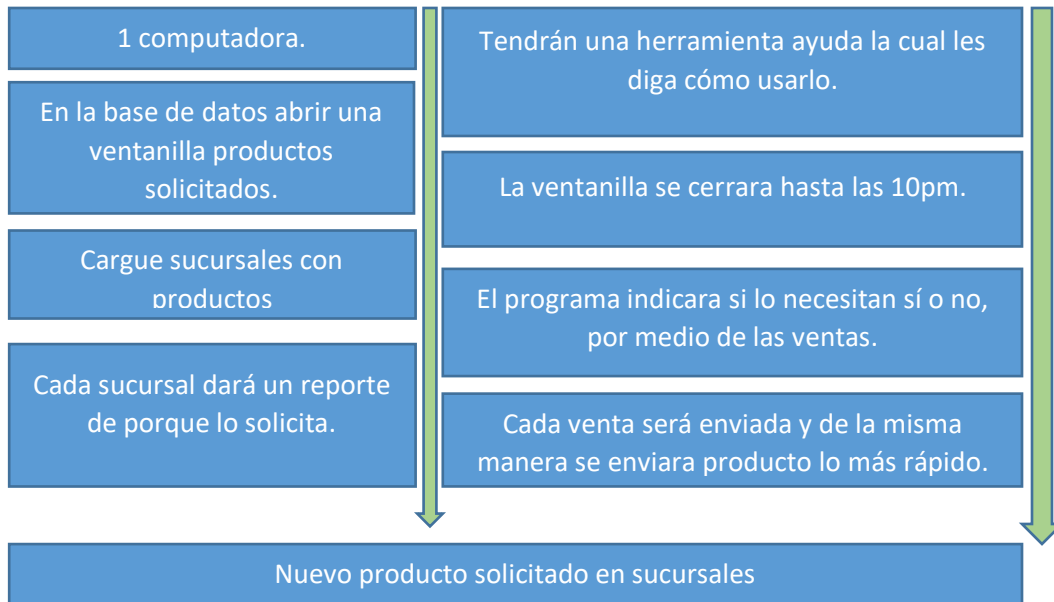 1 computadora.
En la base de datos abrir una
ventanilla productos
solicitados.
Cargue sucursales con
productos
Cada sucursal dará un reporte
de porque lo solicita.
Tendrán una herramienta ayuda la cual les
diga cómo usarlo.
La ventanilla se cerrara hasta las 10pm.
El programa indicara si lo necesitan sí o no,
por medio de las ventas.
Cada venta será enviada y de la misma
manera se enviara producto lo más rápido.
Nuevo producto solicitado en sucursales